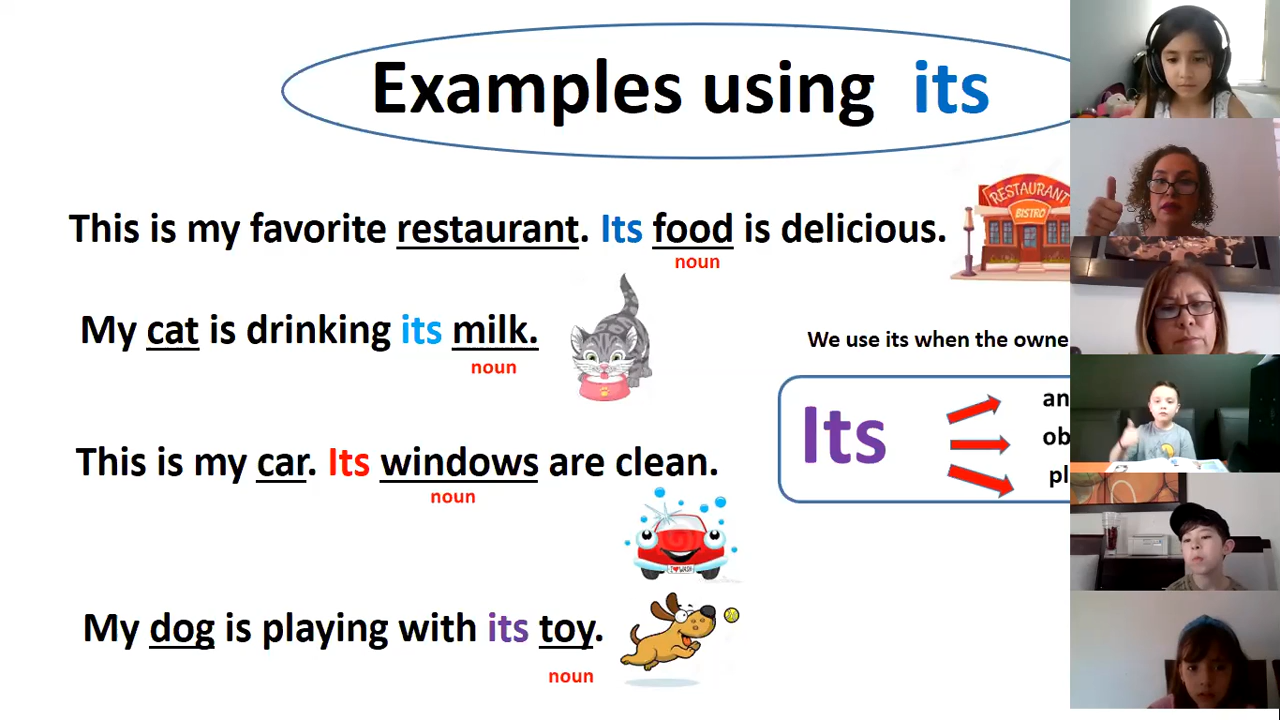 Examples using its
This is my favorite restaurant. Its food is delicious.
noun
RESTAURANT
BISTRO
My cat is drinking its milk.
noun
We use its when the owne
Its
an
ob
pl
This is my car. Its windows are clean.
noun
My dog is playing with its toy.
noun